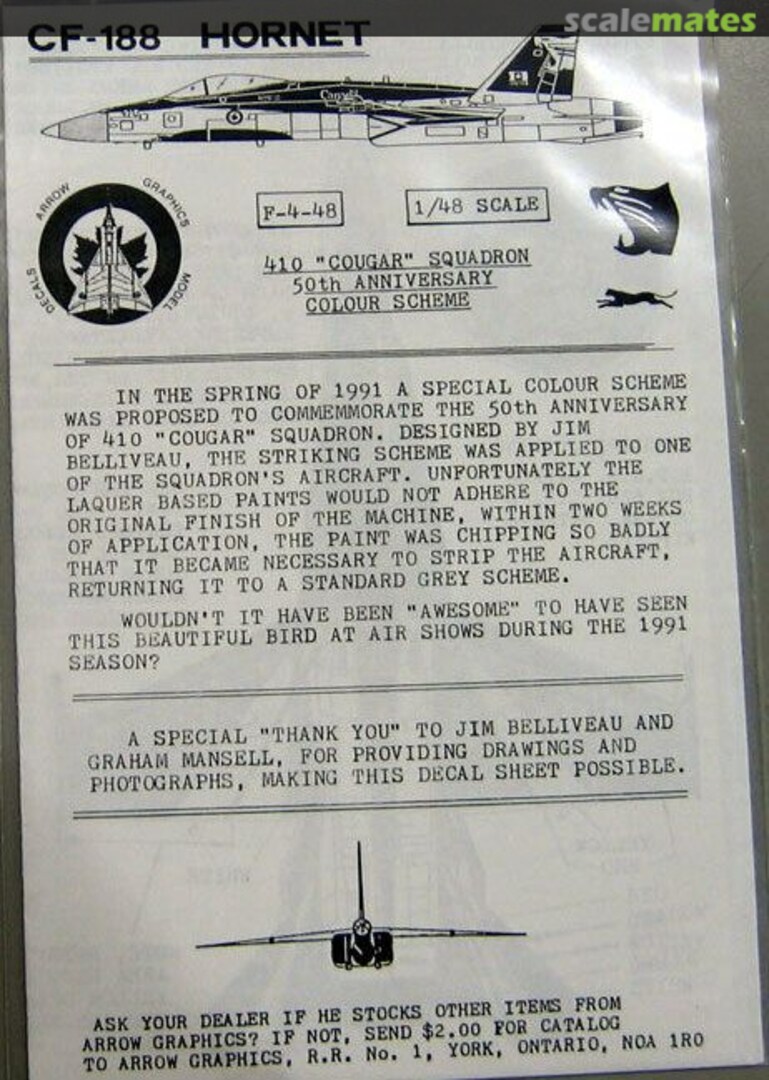 scalemates
CF-188 HORNET
Canada
ARROW GRAPHICS
MODEL DECALS
F-4-48
1/48 SCALE
410 "COUGAR" SQUADRON
50th ANNIVERSARY
COLOUR SCHEME
IN THE SPRING OF 1991 A SPECIAL COLOUR SCHEME
WAS PROPOSED TO COMMEMMORATE THE 50th ANNIVERSARY
OF 410 "COUGAR" SQUADRON. DESIGNED BY JIM
BELLIVEAU, THE STRIKING SCHEME WAS APPLIED TO ONE
OF THE SQUADRON'S AIRCRAFT. UNFORTUNATELY THE
LAQUER BASED PAINTS WOULD NOT ADHERE TO THE
ORIGINAL FINISH OF THE MACHINE, WITHIN TWO WEEKS
OF APPLICATION, THE PAINT WAS CHIPPING SO BADLY
THAT IT BECAME NECESSARY TO STRIP THE AIRCRAFT,
RETURNING IT TO A STANDARD GREY SCHEME.
WOULDN'T IT HAVE BEEN "AWESOME" TO HAVE SEEN
THIS BEAUTIFUL BIRD AT AIR SHOWS DURING THE 1991
SEASON?
A SPECIAL "THANK YOU" TO JIM BELLIVEAU AND
GRAHAM MANSELL, FOR PROVIDING DRAWINGS AND
PHOTOGRAPHS, MAKING THIS DECAL SHEET POSSIBLE.
ASK YOUR DEALER IF HE STOCKS OTHER ITEMS FROM
ARROW GRAPHICS? IF NOT, SEND $2.00 FOR CATALOG
TO ARROW GRAPHICS, R.R. No. 1, YORK, ONTARIO, NOA 1RO